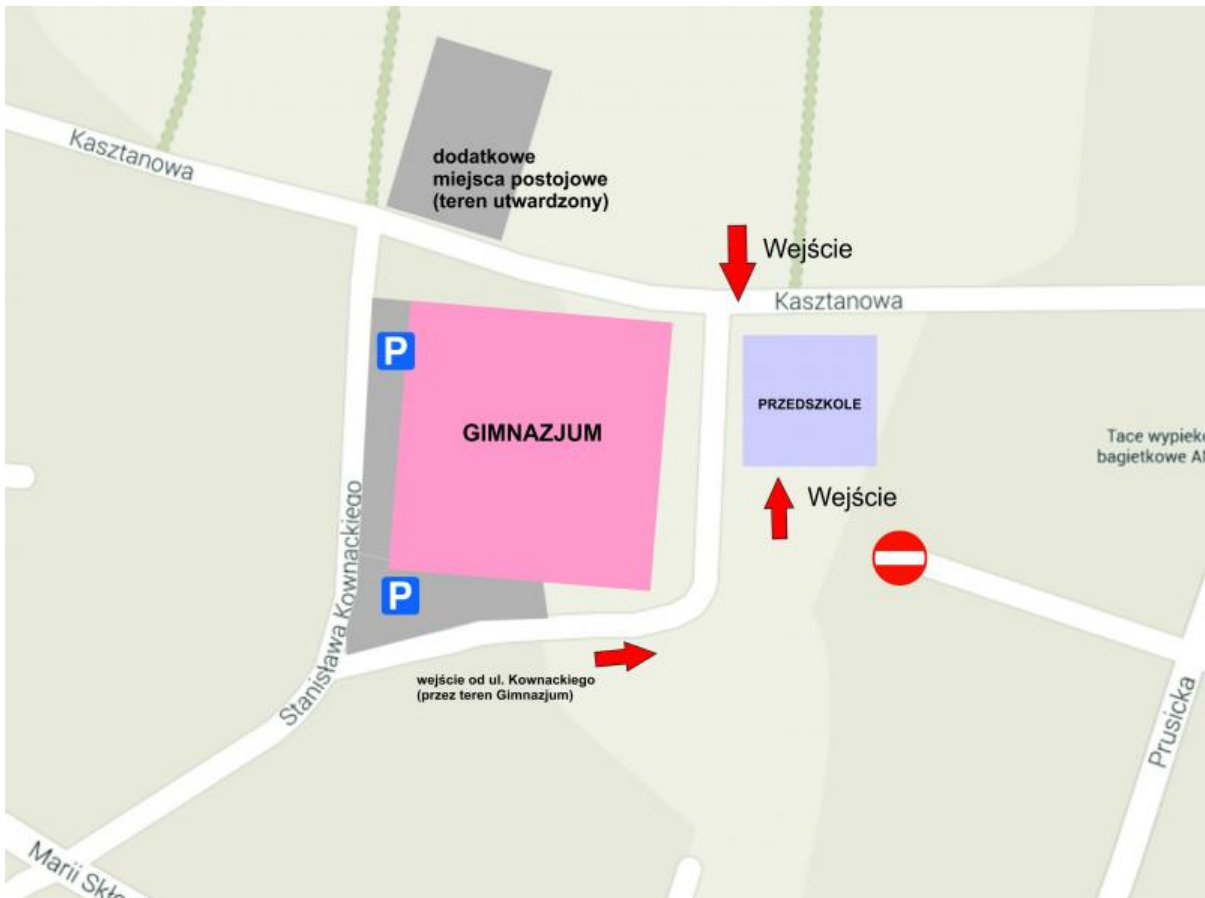 Kasztanowa
dodatkowe
miejsca postojowe
(teren utwardzony)
Wejście
Kasztanowa
P
PRZEDSZKOLE
GIMNAZJUM
Tace wypieko
bagietkowe
Wejście
Stanisława Kownackiego
P
wejście od ul. Kownackiego
(przez teren Gimnazjum)
Prusicka
Marii Skło